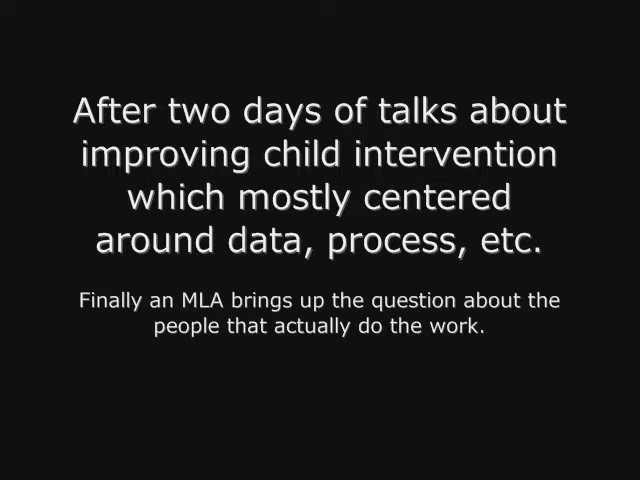 After two days of talks about
improving child intervention
which mostly centered
around data, process, etc.
Finally an MLA brings up the question about the
people that actually do the work.